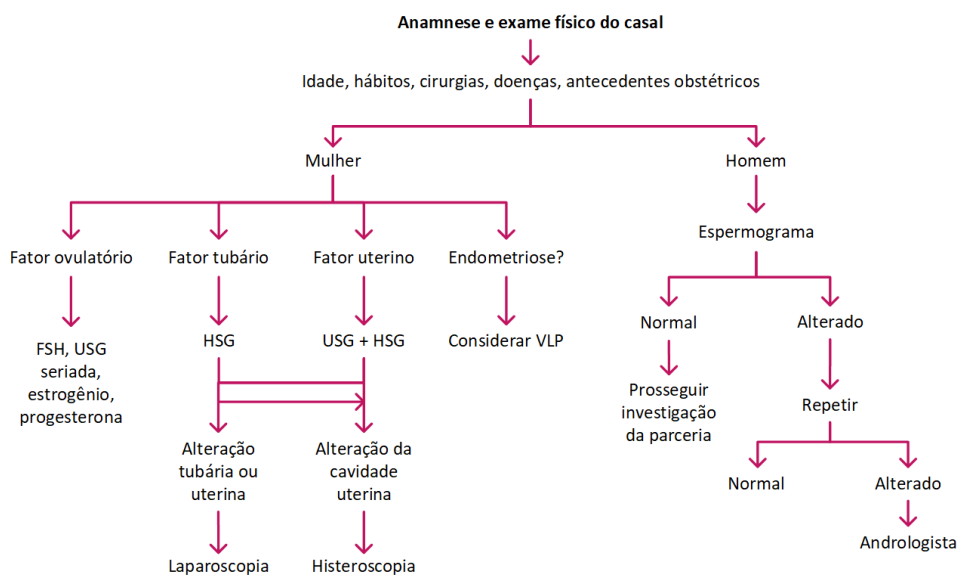 Anamnese e exame físico do casal
Idade, hábitos, cirurgias, doenças, antecedentes obstétricos
Mulher
Homem
Fator ovulatório
Fator tubário
Fator uterino
Endometriose?
Espermograma
FSH, USG
seriada,
estrogênio,
progesterona
HSG
USG + HSG
Considerar VLP
Normal
Alterado
Prosseguir
investigação
da parceria
Repetir
Alteração
tubária ou
uterina
Alteração da
cavidade
uterina
Normal
Alterado
Laparoscopia
Histeroscopia
Andrologista